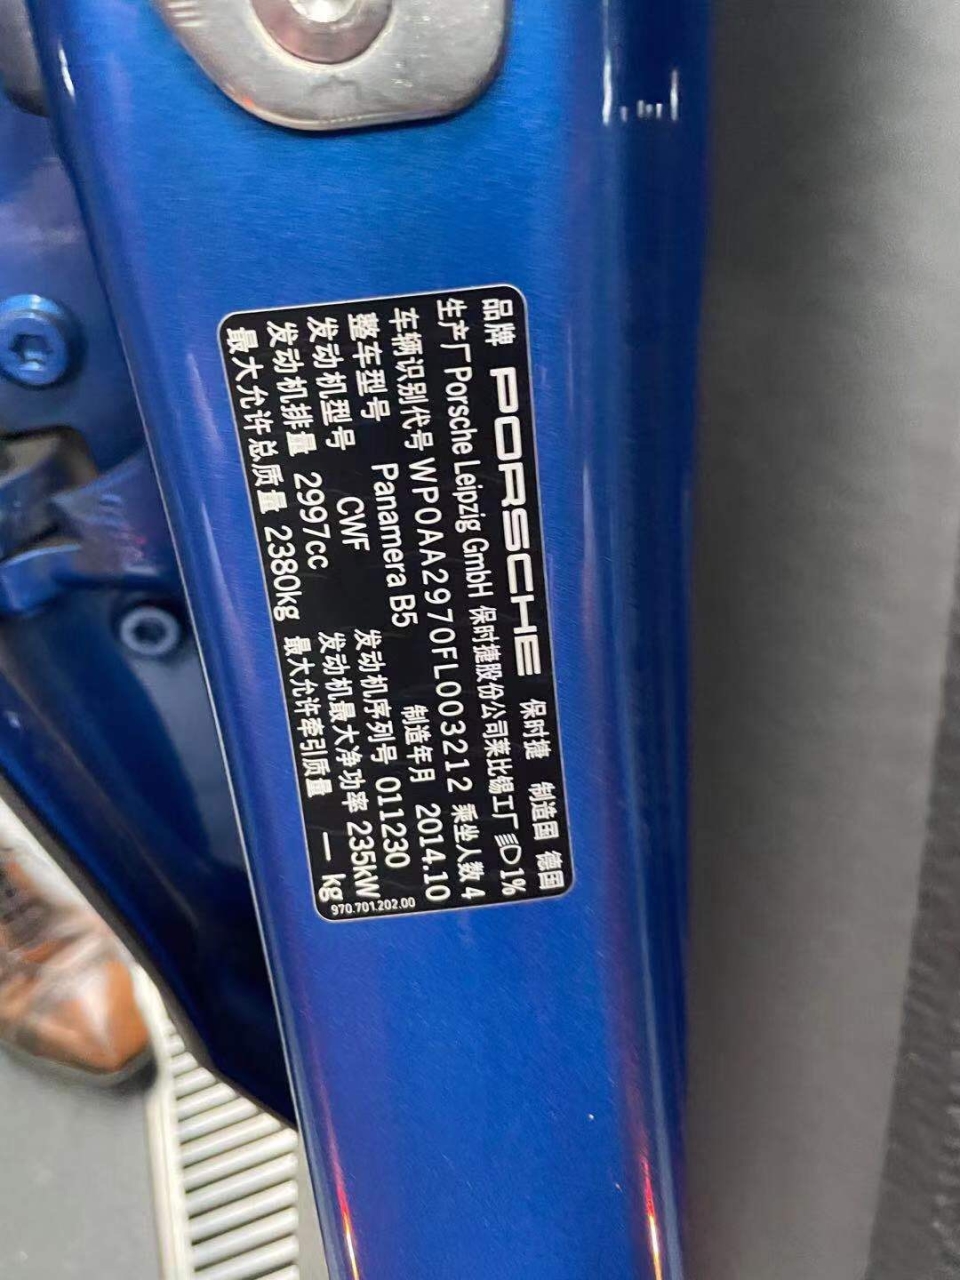 品牌 PORSCHE 保时捷 制造国 德国
生产厂 Porsche Leipzig GmbH 保时捷股份公司莱比锡工厂 D1%
车辆识别代号 WP0AA2970FL003212 乘坐人数 4
整车型号 Panamera B5 制造年月 2014.10
发动机型号 CWF 发动机序列号 011230
发动机排量 2997cc 发动机最大净功率 235kW
最大允许总质量 2380kg 最大允许牵引质量 — kg
970.701.202.00